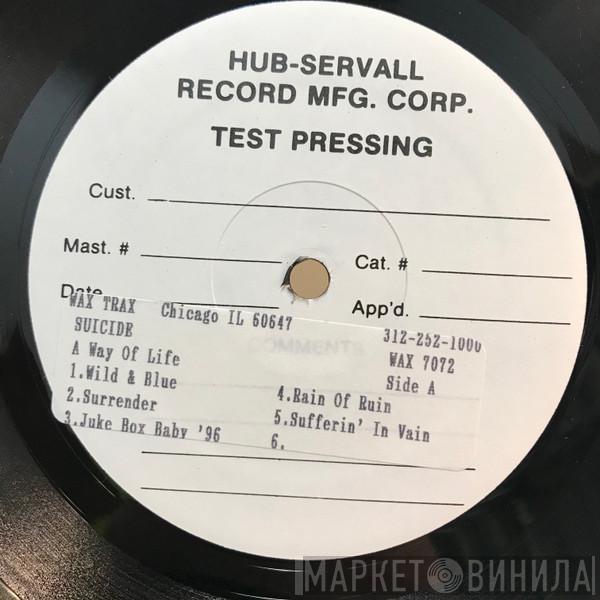 HUB-SERVALL
RECORD MFG. CORP.
TEST PRESSING
Cust.
Mast. #
Cat. #
Date
App'd.
WAX TRAX Chicago IL 60647 312-252-1000
SUICIDE WAX 7072
COMMENTS
A Way Of Life Side A
1.Wild & Blue 4.Rain Of Ruin
2.Surrender 5.Sufferin' In Vain
3.Juke Box Baby '96 6.
МАРКЕТ ВИНИЛА